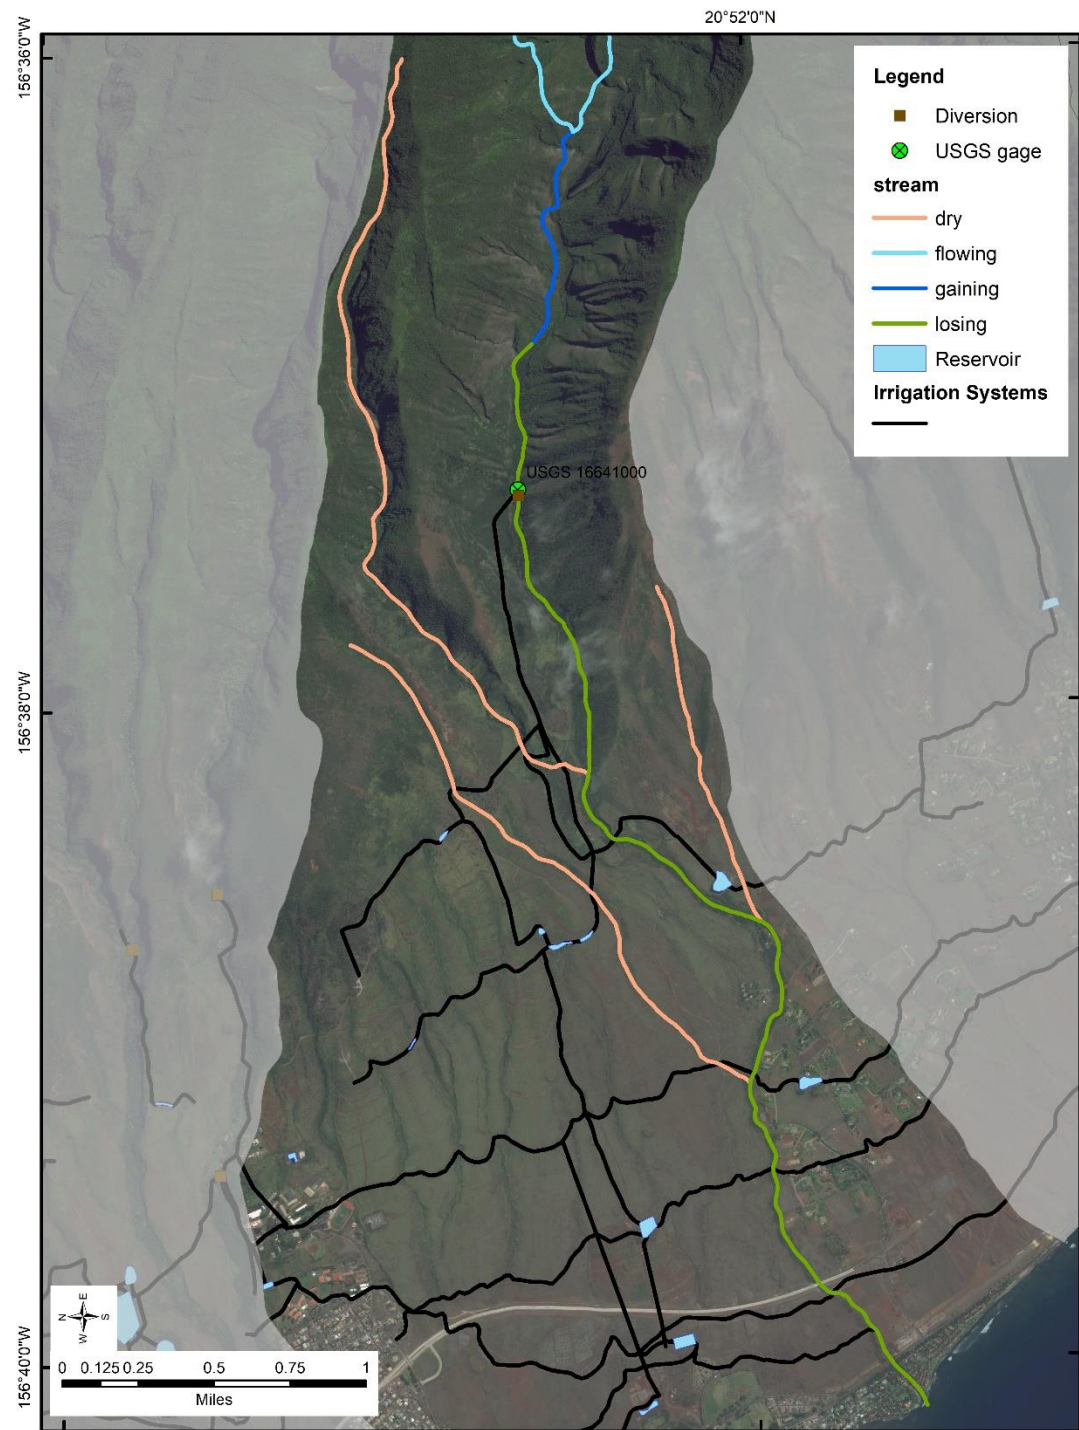 20°52'0"N
156°36'0"W
Legend
Diversion
USGS gage
stream
dry
flowing
gaining
losing
Reservoir
Irrigation Systems
USGS 16641000
156°38'0"W
156°40'0"W
E
N
S
W
0 0.125 0.25 0.5 0.75 1
Miles